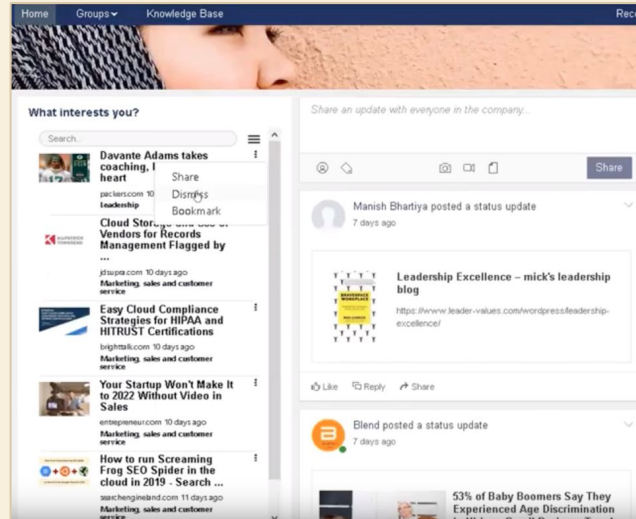 Home Groups Knowledge Base
What interests you?
Search..
Davante Adams takes
coaching,
heart
packers.com 10
Leadership
Share
Dismiss
Bookmark
Cloud Storage and Use of
Vendors for Records
Management Flagged by
...
jdsupra.com 10 days ago
Marketing, sales and customer
service
Easy Cloud Compliance
Strategies for HIPAA and
HITRUST Certifications
brighttalk.com 10 days ago
Marketing, sales and customer
service
Your Startup Won't Make It
to 2022 Without Video in
Sales
entrepreneur.com 10 days ago
Marketing, sales and customer
service
How to run Screaming
Frog SEO Spider in the
cloud in 2019 - Search ...
searchengineland.com 11 days ago
Marketing, sales and customer
service
Share an update with everyone in the company...
Share
Manish Bhartiya posted a status update
7 days ago
Leadership Excellence – mick's leadership
blog
https://www.leader-values.com/wordpress/leadership-
excellence/
Like Reply Share
Blend posted a status update
7 days ago
53% of Baby Boomers Say They
Experienced Age Discrimination